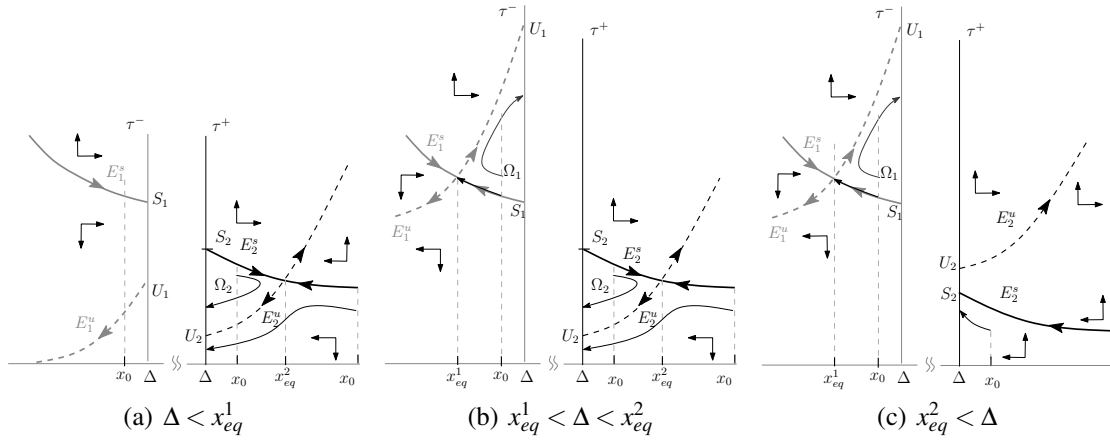 τ⁻
E₁ˢ
S₁
U₁
E₁ᵘ
x₀
Δ
τ⁺
S₂
E₂ˢ
Ω₂
U₂
E₂ᵘ
Δ
x₀
x²ₑq
x₀
(a) Δ < x¹ₑq
τ⁻
U₁
E₁ˢ
Ω₁
S₁
E₁ᵘ
x¹ₑq
x₀
Δ
τ⁺
S₂
E₂ˢ
Ω₂
U₂
E₂ᵘ
Δ
x₀
x²ₑq
x₀
(b) x¹ₑq < Δ < x²ₑq
τ⁻
U₁
E₁ˢ
Ω₁
S₁
E₁ᵘ
x¹ₑq
x₀
Δ
τ⁺
E₂ᵘ
U₂
S₂
E₂ˢ
Δ
x₀
(c) x²ₑq < Δ